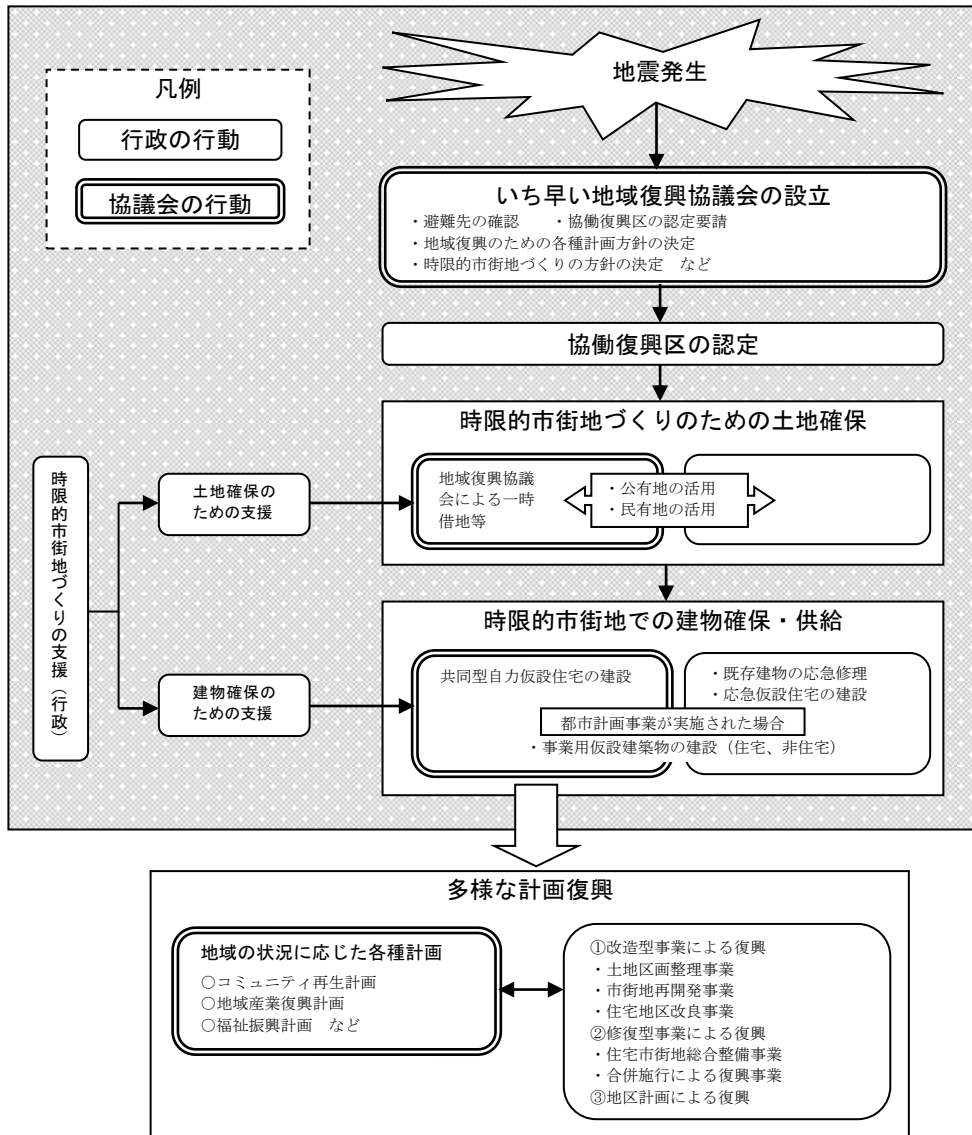 地震発生
凡例
行政の行動
協議会の行動
いち早い地域復興協議会の設立
・避難先の確認　・協働復興区の認定要請
・地域復興のための各種計画方針の決定
・時限的市街地づくりの方針の決定　など
協働復興区の認定
時限的市街地づくりのための土地確保
地域復興協議
会による一時
借地等
・公有地の活用
・民有地の活用
時限的市街地づくりの支援（行政）
土地確保の
ための支援
建物確保の
ための支援
時限的市街地での建物確保・供給
共同型自力仮設住宅の建設
・既存建物の応急修理
・応急仮設住宅の建設
都市計画事業が実施された場合
・事業用仮設建築物の建設（住宅、非住宅）
多様な計画復興
地域の状況に応じた各種計画
○コミュニティ再生計画
○地域産業復興計画
○福祉振興計画　など
①改造型事業による復興
・土地区画整理事業
・市街地再開発事業
・住宅地区改良事業
②修復型事業による復興
・住宅市街地総合整備事業
・合併施行による復興事業
③地区計画による復興